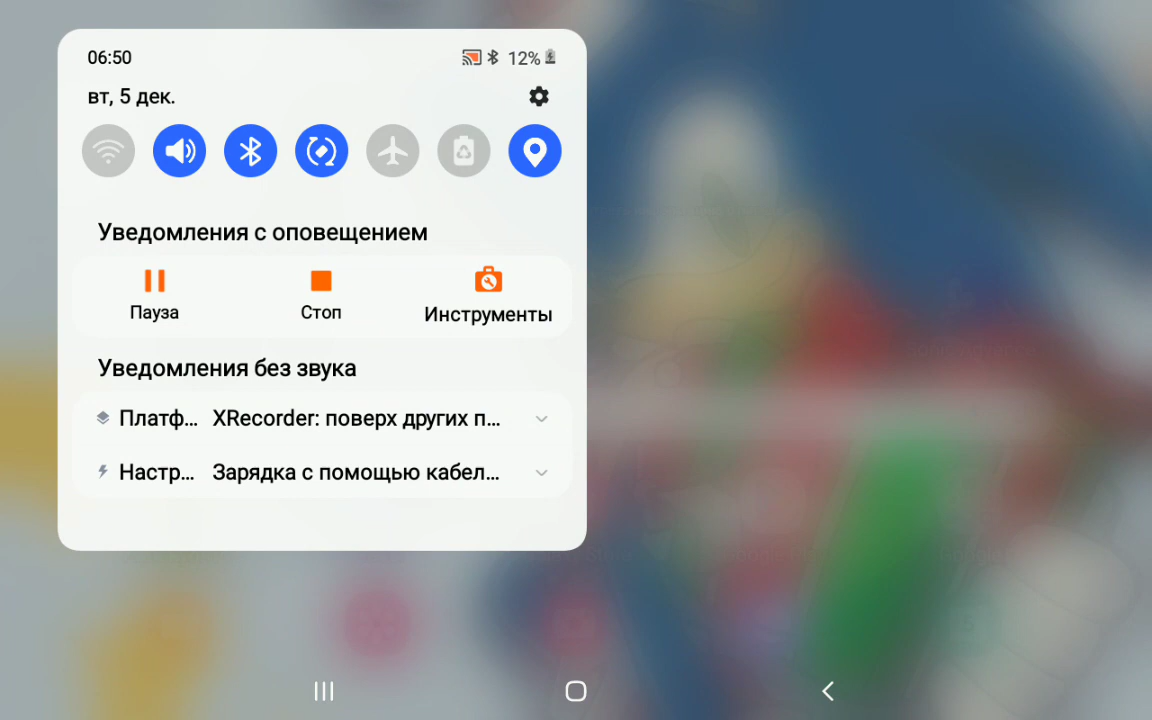 06:50
12%
вт, 5 дек.
Уведомления с оповещением
Пауза
Стоп
Инструменты
Уведомления без звука
Платф... XRecorder: поверх других п...
Настр... Зарядка с помощью кабел...